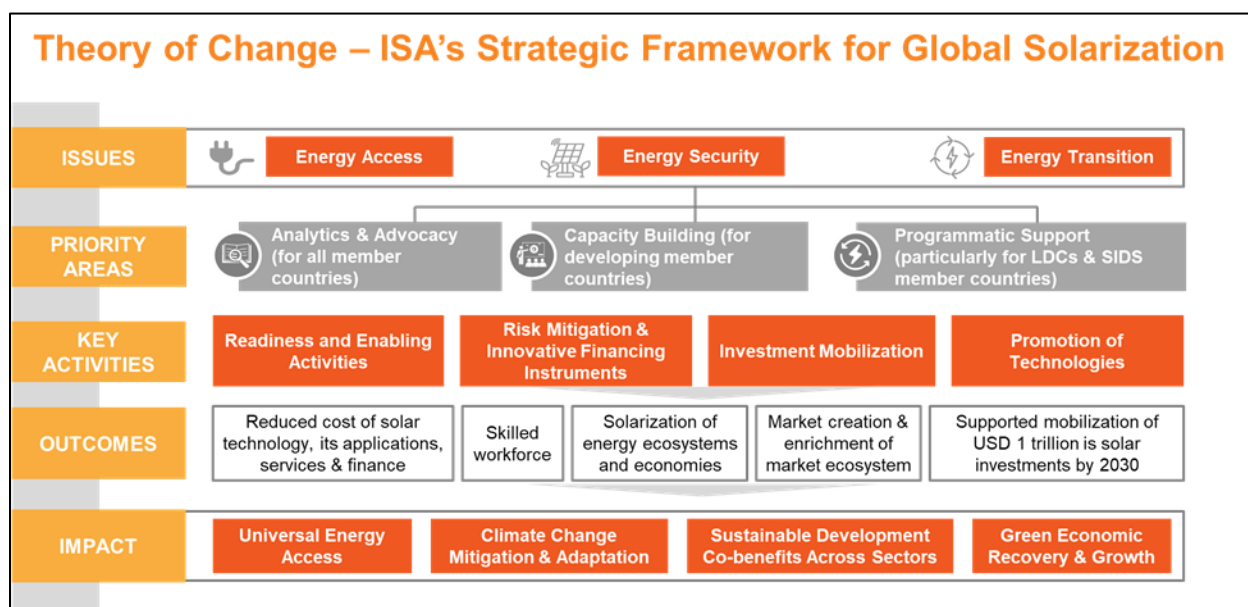 Theory of Change – ISA's Strategic Framework for Global Solarization
ISSUES
Energy Access
Energy Security
Energy Transition
PRIORITY
AREAS
Analytics & Advocacy
(for all member
countries)
Capacity Building (for
developing member
countries)
Programmatic Support
(particularly for LDCs & SIDS
member countries)
KEY
ACTIVITIES
Readiness and Enabling
Activities
Risk Mitigation &
Innovative Financing
Instruments
Investment Mobilization
Promotion of
Technologies
OUTCOMES
Reduced cost of solar
technology, its applications,
services & finance
Skilled
workforce
Solarization of
energy ecosystems
and economies
Market creation &
enrichment of
market ecosystem
Supported mobilization of
USD 1 trillion is solar
investments by 2030
IMPACT
Universal Energy
Access
Climate Change
Mitigation & Adaptation
Sustainable Development
Co-benefits Across Sectors
Green Economic
Recovery & Growth